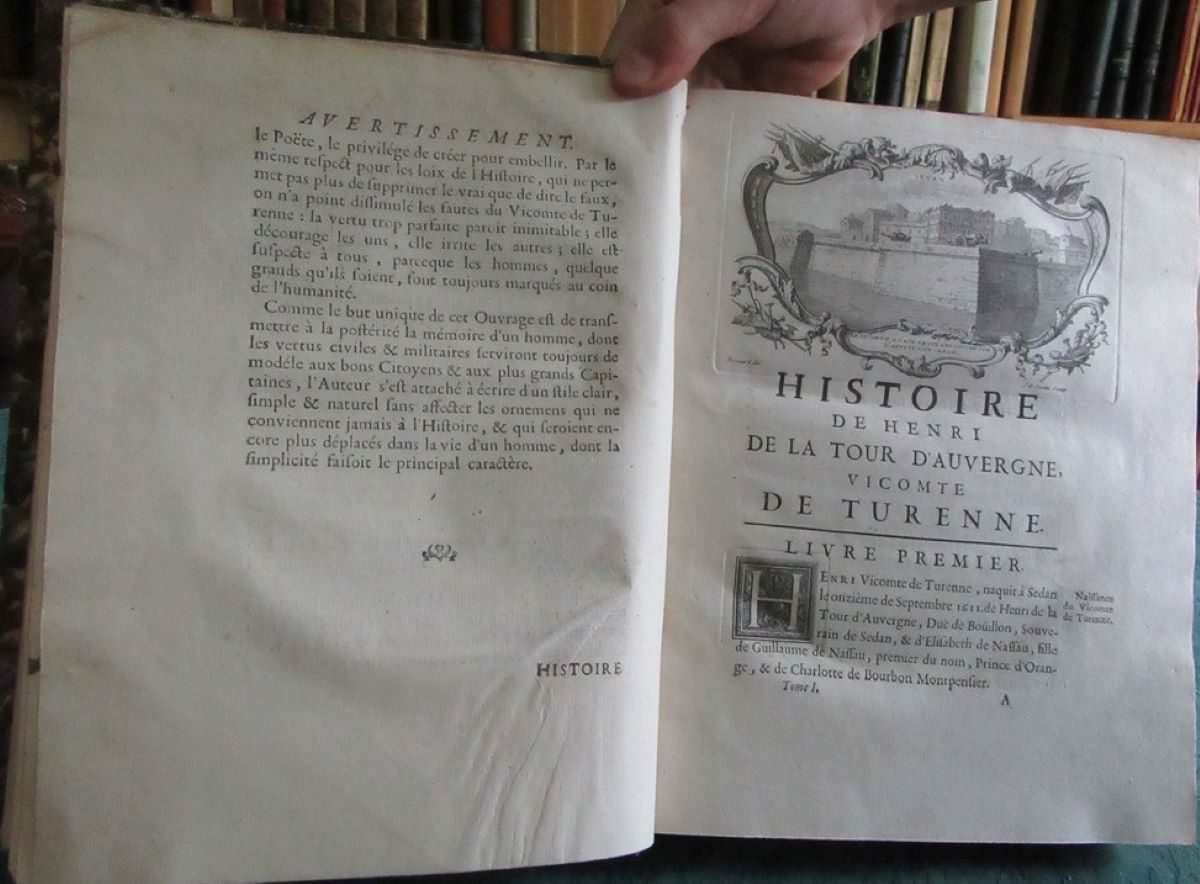 AVERTISSEMENT.
le Poëte, le privilége de créer pour embellir. Par le
même respect pour les loix de l'Histoire, qui ne per-
met pas plus de supprimer le vrai que de dire le faux,
on n'a point dissimulé les fautes du Vicomte de Tu-
renne : la vertu trop parfaite paroît inimitable ; elle
décourage les uns, elle irrite les autres ; elle est
suspecte à tous, parceque les hommes, quelque
grands qu'ils soient, sont toujours marqués au coin
de l'humanité.
Comme le but unique de cet Ouvrage est de trans-
mettre à la postérité la mémoire d'un homme, dont
les vertus civiles & militaires serviront toujours de
modéle aux bons Citoyens & aux plus grands Capi-
taines, l'Auteur s'est attaché à écrire d'un stile clair,
simple & naturel sans affecter les ornemens qui ne
conviennent jamais à l'Histoire, & qui seroient en-
core plus déplacés dans la vie d'un homme, dont la
simplicité faisoit le principal caractère.
HISTOIRE
SEDAN
HISTOIRE
DE HENRI
DE LA TOUR D'AUVERGNE,
VICOMTE
DE TURENNE.
LIVRE PREMIER.
HENRI Vicomte de Turenne, naquit à Sedan
le onziéme de Septembre 1611. de Henri de la
Tour d'Auvergne, Duc de Boüillon, Souve-
rain de Sedan, & d'Elisabeth de Nassau, fille
de Guillaume de Nassau, premier du nom, Prince d'Oran-
ge, & de Charlotte de Bourbon Montpensier.
Naissance
du Vicomte
de Turenne.
Tome I.
A